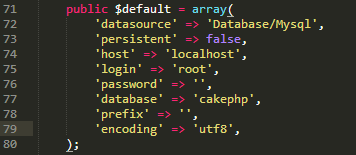 71 public $default = array(
72 'datasource' => 'Database/Mysql',
73 'persistent' => false,
74 'host' => 'localhost',
75 'login' => 'root',
76 'password' => '',
77 'database' => 'cakephp',
78 'prefix' => '',
79 'encoding' => 'utf8',
80 );